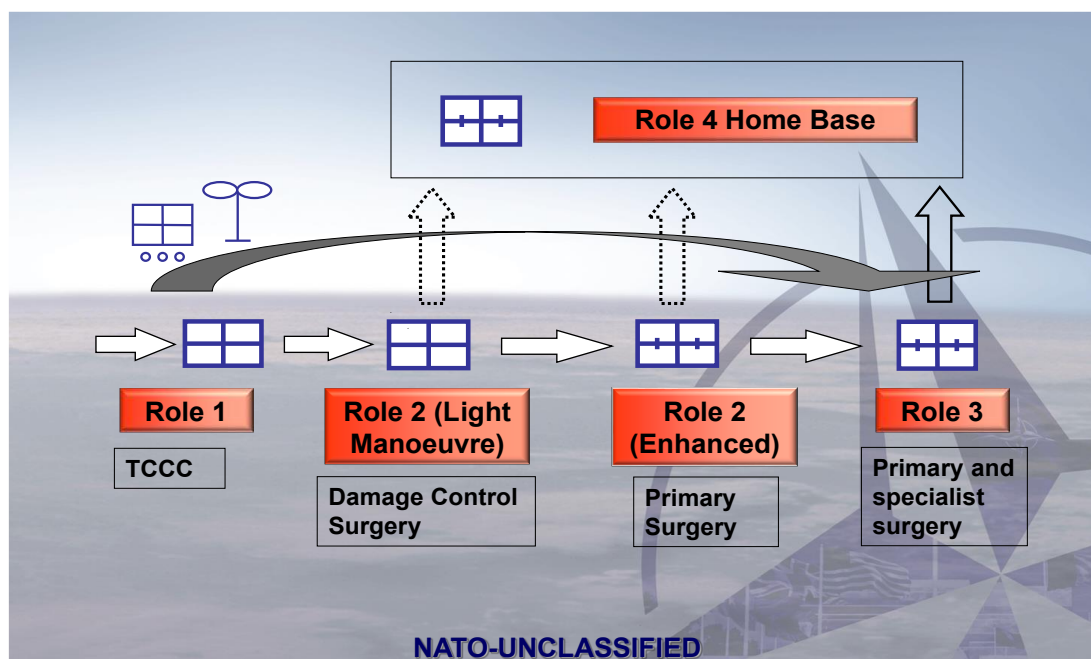 Role 4 Home Base
Role 1
TCCC
Role 2 (Light
Manoeuvre)
Damage Control
Surgery
Role 2
(Enhanced)
Primary
Surgery
Role 3
Primary and
specialist
surgery
NATO-UNCLASSIFIED